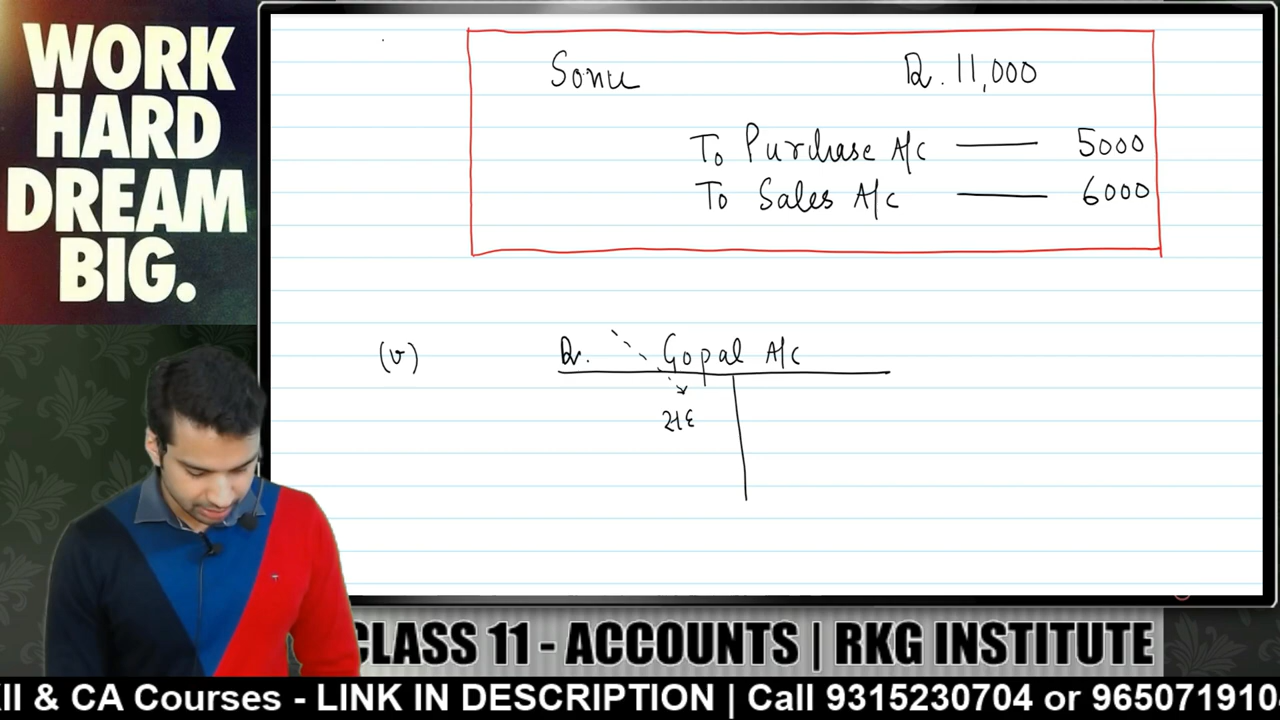 WORK
HARD
DREAM
BIG.
Sonu Dr. 11,000
To Purchase A/c 5000
To Sales A/c 6000
(v) Dr. Gopal A/c
CLASS 11 - ACCOUNTS | RKG INSTITUTE
XII & CA Courses - LINK IN DESCRIPTION | Call 9315230704 or 965071910